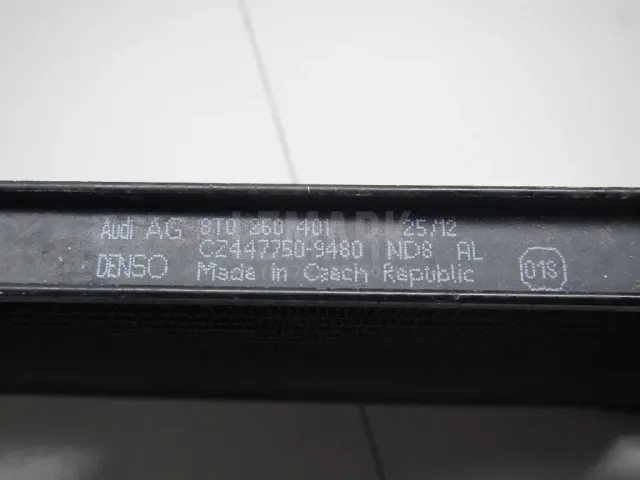 Audi AG 8T0 260 401 25/12
CZ447750-9480 ND8 AL
DENSO Made in Czech Republic 01S